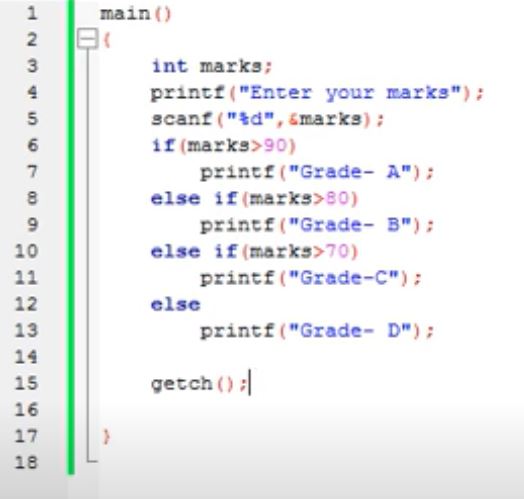 1 main()
2 {
3 int marks;
4 printf("Enter your marks");
5 scanf("%d",&marks);
6 if(marks>90)
7 printf("Grade- A");
8 else if(marks>80)
9 printf("Grade- B");
10 else if(marks>70)
11 printf("Grade-C");
12 else
13 printf("Grade- D");
14
15 getch();
16
17 }
18